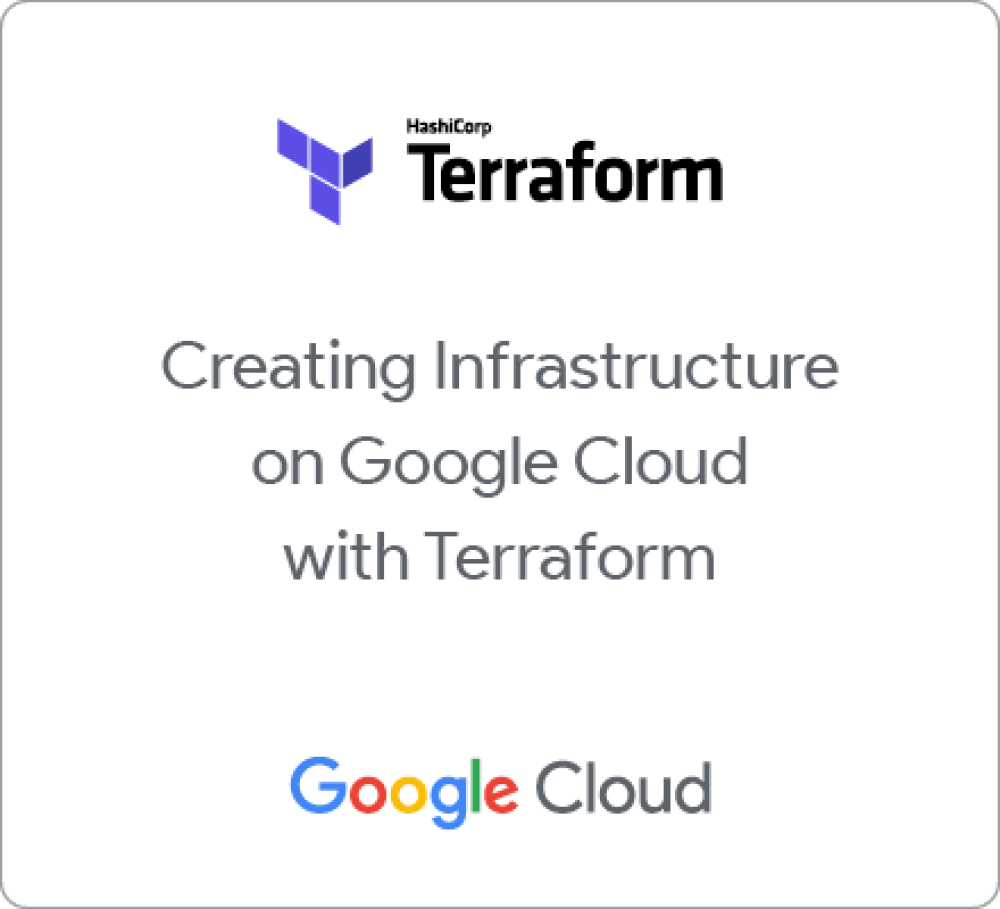 HashiCorp
Terraform
Creating Infrastructure
on Google Cloud
with Terraform
Google Cloud